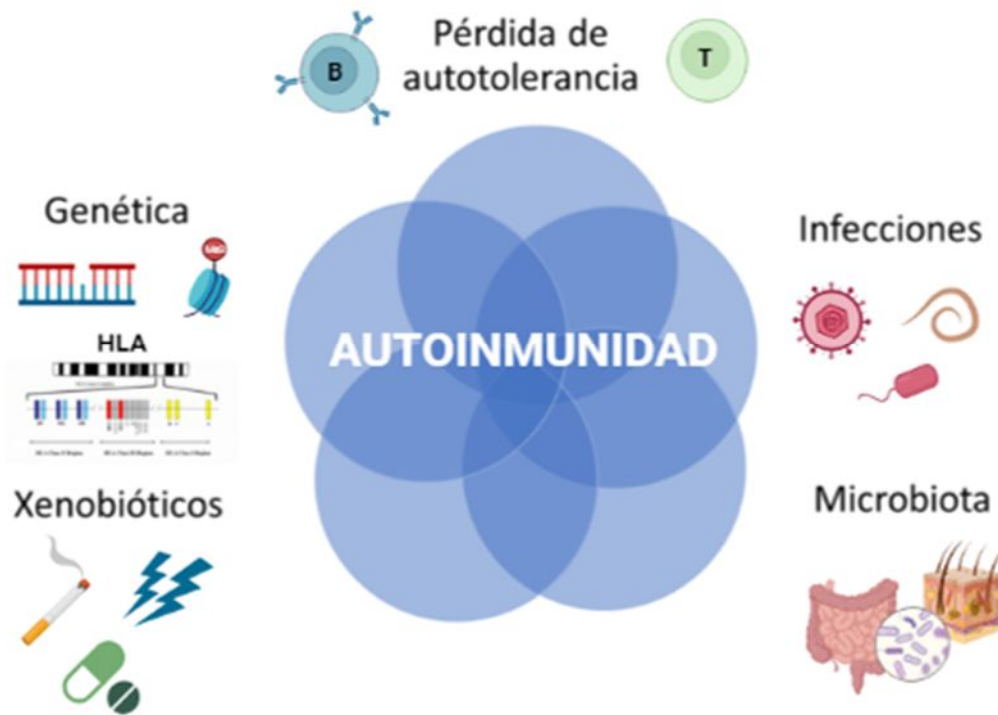 B
Pérdida de
autotolerancia
T
Genética
Infecciones
HLA
AUTOINMUNIDAD
Xenobióticos
Microbiota